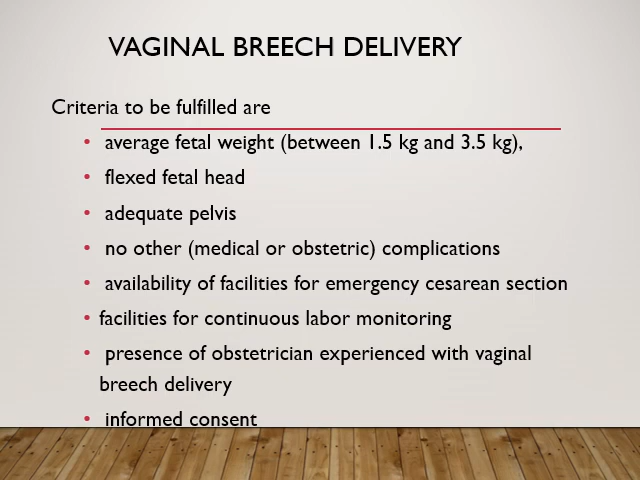 VAGINAL BREECH DELIVERY
Criteria to be fulfilled are
• average fetal weight (between 1.5 kg and 3.5 kg),
• flexed fetal head
• adequate pelvis
• no other (medical or obstetric) complications
• availability of facilities for emergency cesarean section
• facilities for continuous labor monitoring
• presence of obstetrician experienced with vaginal
breech delivery
• informed consent